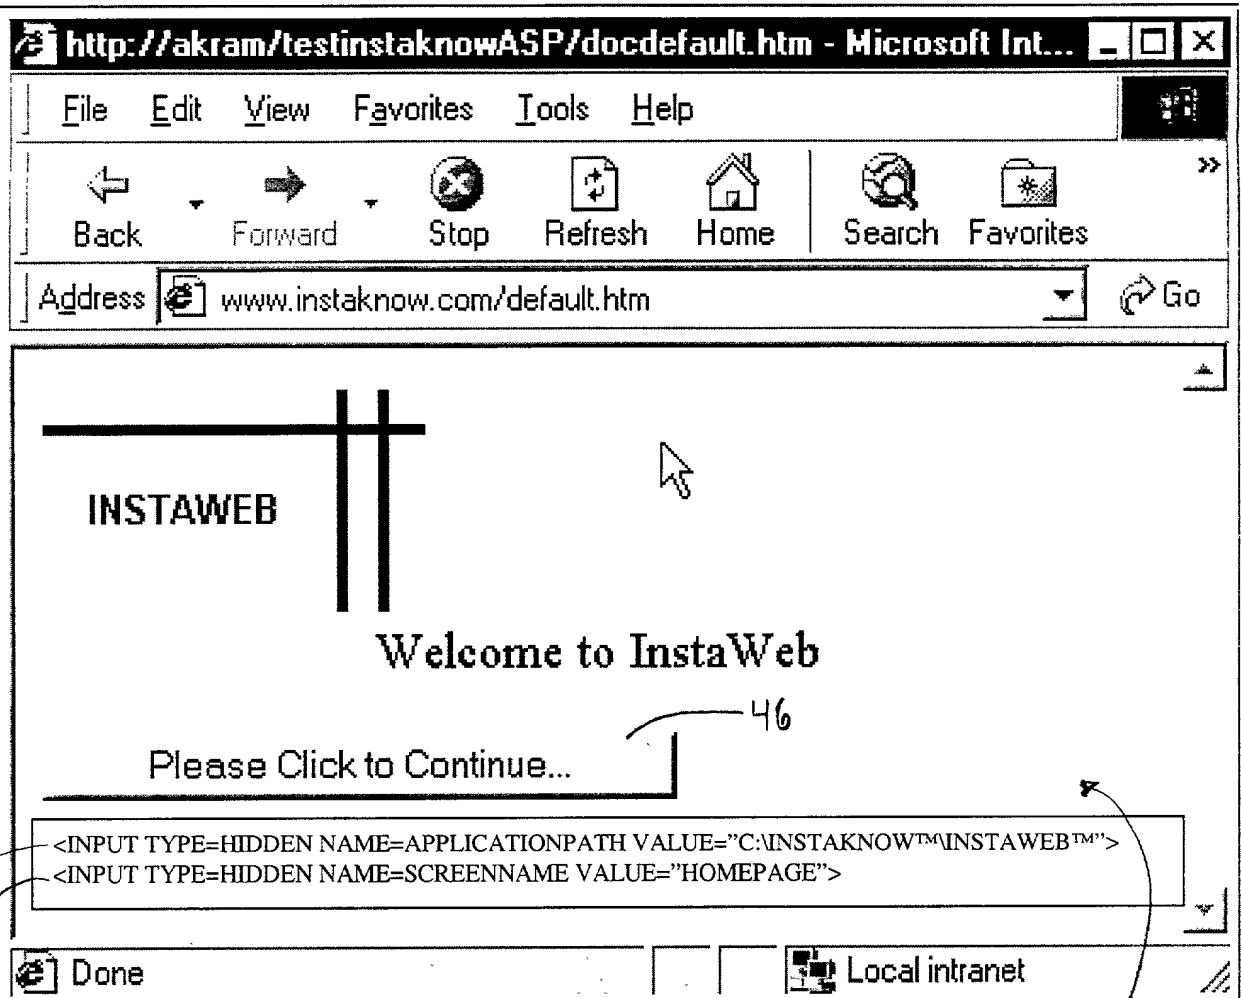 http://akram/testinstaknowASP/docdefault.htm - Microsoft Int...
File Edit View Favorites Tools Help
Back Forward Stop Refresh Home Search Favorites »
Address www.instaknow.com/default.htm Go
INSTAWEB
Welcome to InstaWeb
46
Please Click to Continue...
<INPUT TYPE=HIDDEN NAME=APPLICATIONPATH VALUE=”C:\INSTAKNOW™\INSTAWEB™”>
<INPUT TYPE=HIDDEN NAME=SCREENNAME VALUE=”HOMEPAGE”>
Done Local intranet